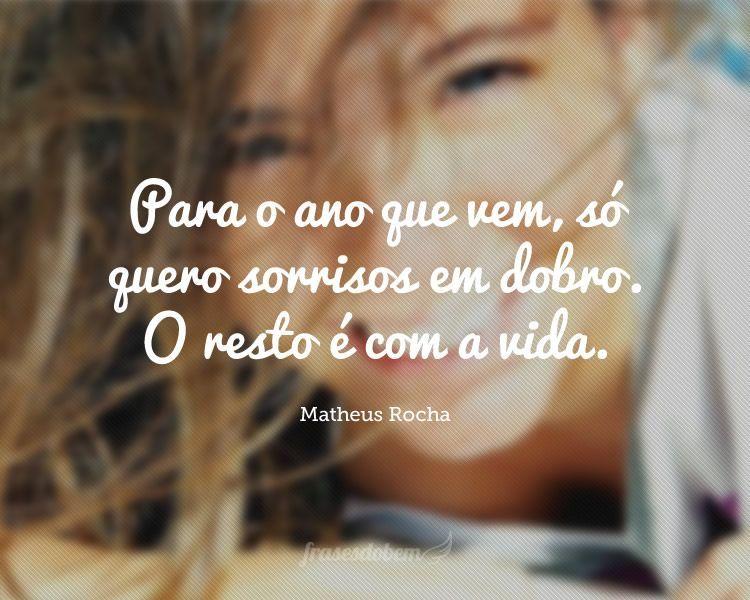 Para o ano que vem, só
quero sorrisos em dobro.
O resto é com a vida.
Matheus Rocha
frasesdobem